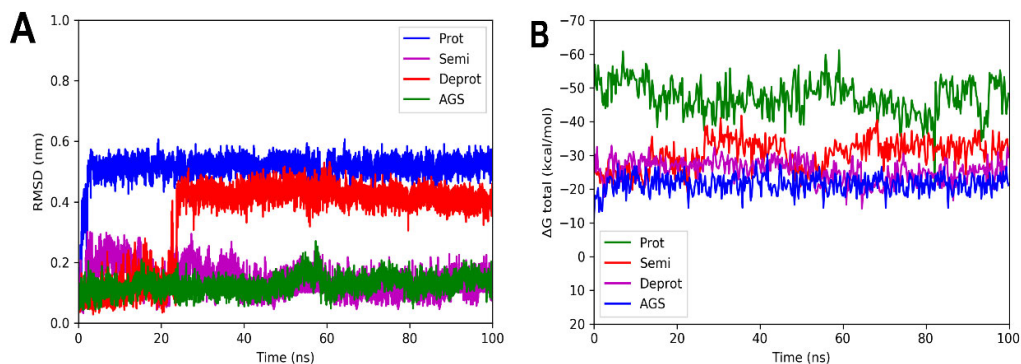 A
1.0
0.8
0.6
0.4
0.2
0.0
RMSD (nm)
0
20
40
60
80
100
Time (ns)
Prot
Semi
Deprot
AGS
B
−70
−60
−50
−40
−30
−20
−10
0
10
20
ΔG total (kcal/mol)
0
20
40
60
80
100
Time (ns)
Prot
Semi
Deprot
AGS